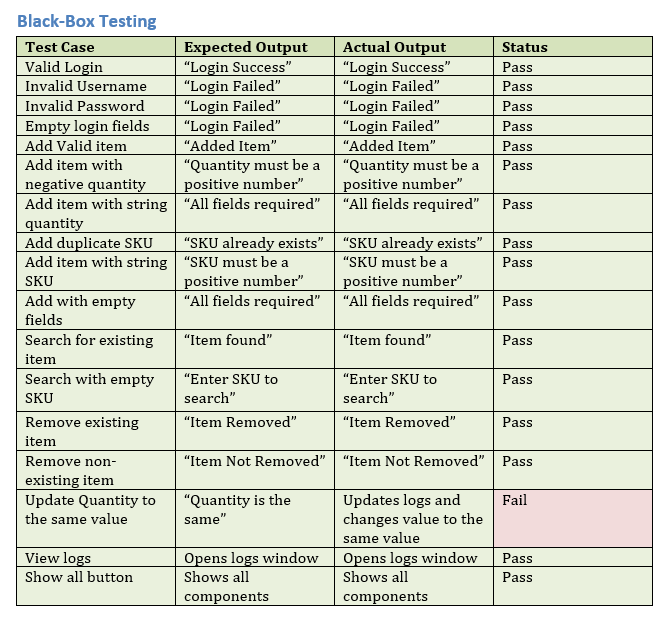 Black-Box Testing
Test Case Expected Output Actual Output Status
Valid Login “Login Success” “Login Success” Pass
Invalid Username “Login Failed” “Login Failed” Pass
Invalid Password “Login Failed” “Login Failed” Pass
Empty login fields “Login Failed” “Login Failed” Pass
Add Valid item “Added Item” “Added Item” Pass
Add item with “Quantity must be a “Quantity must be a Pass
negative quantity positive number” positive number”
Add item with string “All fields required” “All fields required” Pass
quantity
Add duplicate SKU “SKU already exists” “SKU already exists” Pass
Add item with string “SKU must be a “SKU must be a Pass
SKU positive number” positive number”
Add with empty “All fields required” “All fields required” Pass
fields
Search for existing “Item found” “Item found” Pass
item
Search with empty “Enter SKU to “Enter SKU to Pass
SKU search” search”
Remove existing “Item Removed” “Item Removed” Pass
item
Remove non- “Item Not Removed” “Item Not Removed” Pass
existing item
Update Quantity to “Quantity is the Updates logs and Fail
the same value same” changes value to the
same value
View logs Opens logs window Opens logs window Pass
Show all button Shows all Shows all Pass
components components